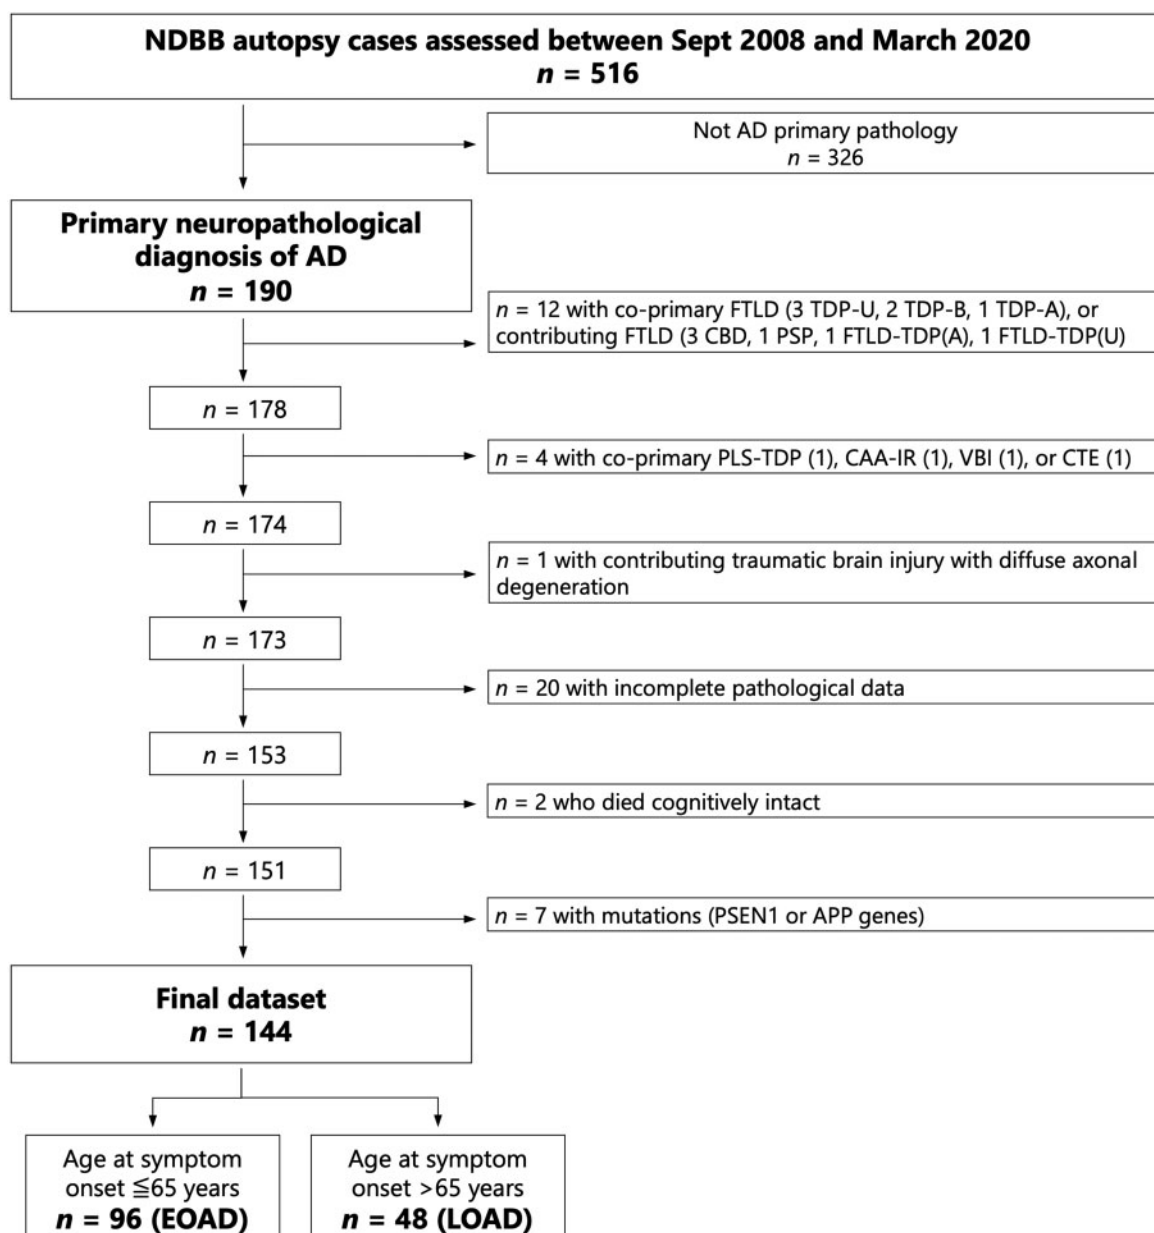 NDBB autopsy cases assessed between Sept 2008 and March 2020
n = 516
Not AD primary pathology
n = 326
Primary neuropathological
diagnosis of AD
n = 190
n = 12 with co-primary FTLD (3 TDP-U, 2 TDP-B, 1 TDP-A), or
contributing FTLD (3 CBD, 1 PSP, 1 FTLD-TDP(A), 1 FTLD-TDP(U)
n = 178
n = 4 with co-primary PLS-TDP (1), CAA-IR (1), VBI (1), or CTE (1)
n = 174
n = 1 with contributing traumatic brain injury with diffuse axonal
degeneration
n = 173
n = 20 with incomplete pathological data
n = 153
n = 2 who died cognitively intact
n = 151
n = 7 with mutations (PSEN1 or APP genes)
Final dataset
n = 144
Age at symptom
onset ≦65 years
n = 96 (EOAD)
Age at symptom
onset >65 years
n = 48 (LOAD)